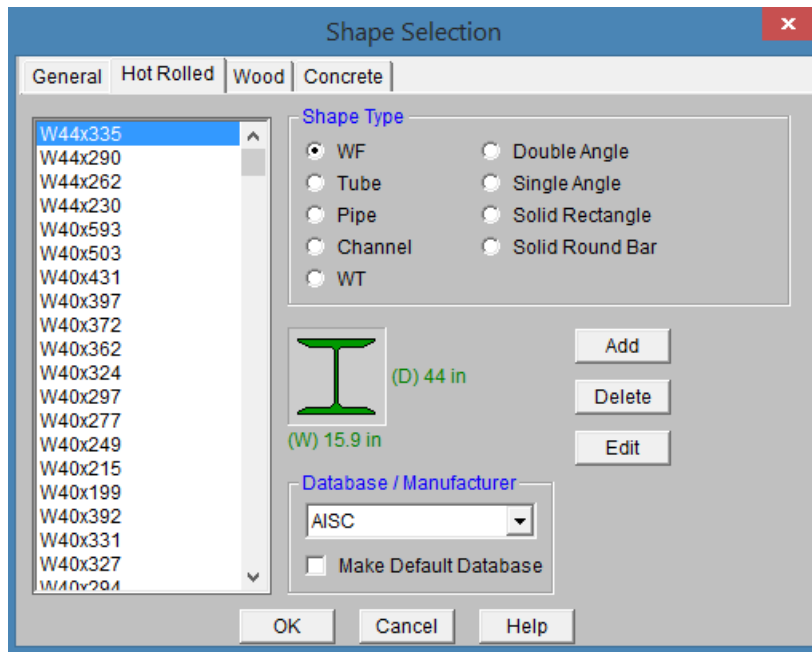 Shape Selection
x
General Hot Rolled Wood Concrete
W44x335
W44x290
W44x262
W44x230
W40x593
W40x503
W40x431
W40x397
W40x372
W40x362
W40x324
W40x297
W40x277
W40x249
W40x215
W40x199
W40x392
W40x331
W40x327
W40x294
Shape Type
WF
Tube
Pipe
Channel
WT
Double Angle
Single Angle
Solid Rectangle
Solid Round Bar
(D) 44 in
(W) 15.9 in
Add
Delete
Edit
Database / Manufacturer
AISC
Make Default Database
OK Cancel Help